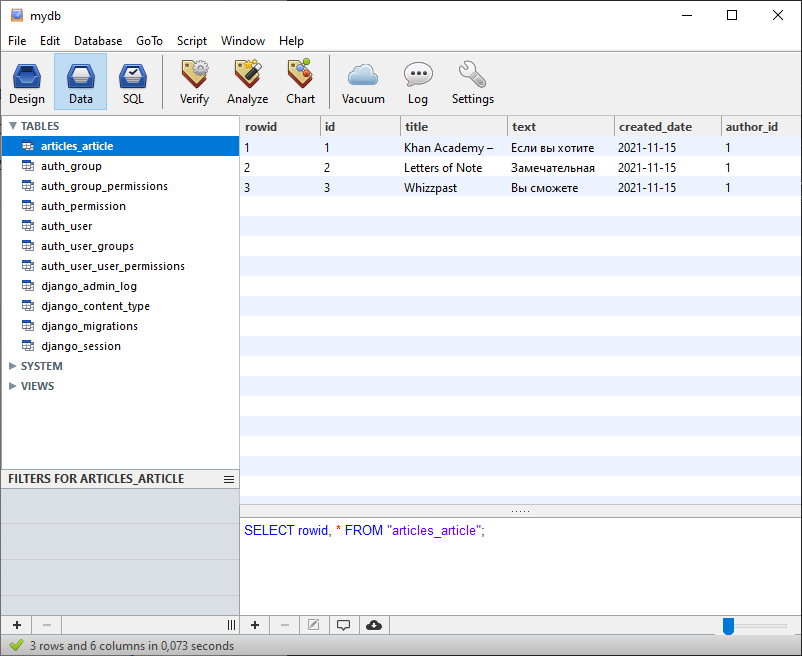 mydb
File Edit Database GoTo Script Window Help
Design Data SQL Verify Analyze Chart Vacuum Log Settings
TABLES
articles_article
auth_group
auth_group_permissions
auth_permission
auth_user
auth_user_groups
auth_user_user_permissions
django_admin_log
django_content_type
django_migrations
django_session
SYSTEM
VIEWS
FILTERS FOR ARTICLES_ARTICLE
rowid id title text created_date author_id
1 1 Khan Academy – Если вы хотите 2021-11-15 1
2 2 Letters of Note Замечательная 2021-11-15 1
3 3 Whizzpast Вы сможете 2021-11-15 1
SELECT rowid, * FROM "articles_article";
3 rows and 6 columns in 0,073 seconds